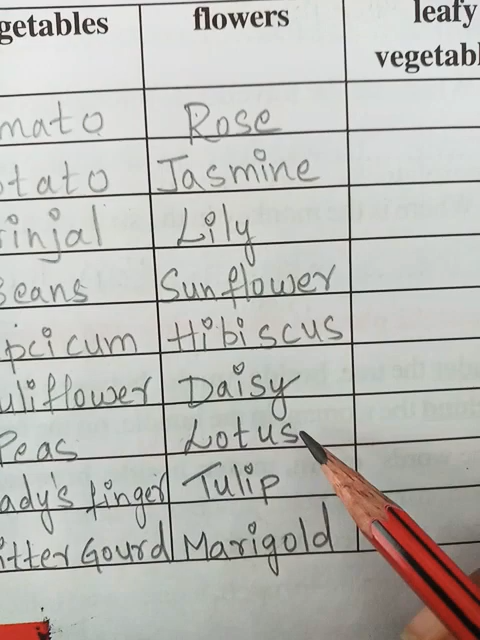 getables flowers leafy
vegetabl
mato Rose
tato Jasmine
rinjal Lily
Beans Sunflower
pcicum Hibiscus
uliflower Daisy
Peas Lotus
ady's finger Tulip
itter Gourd Marigold